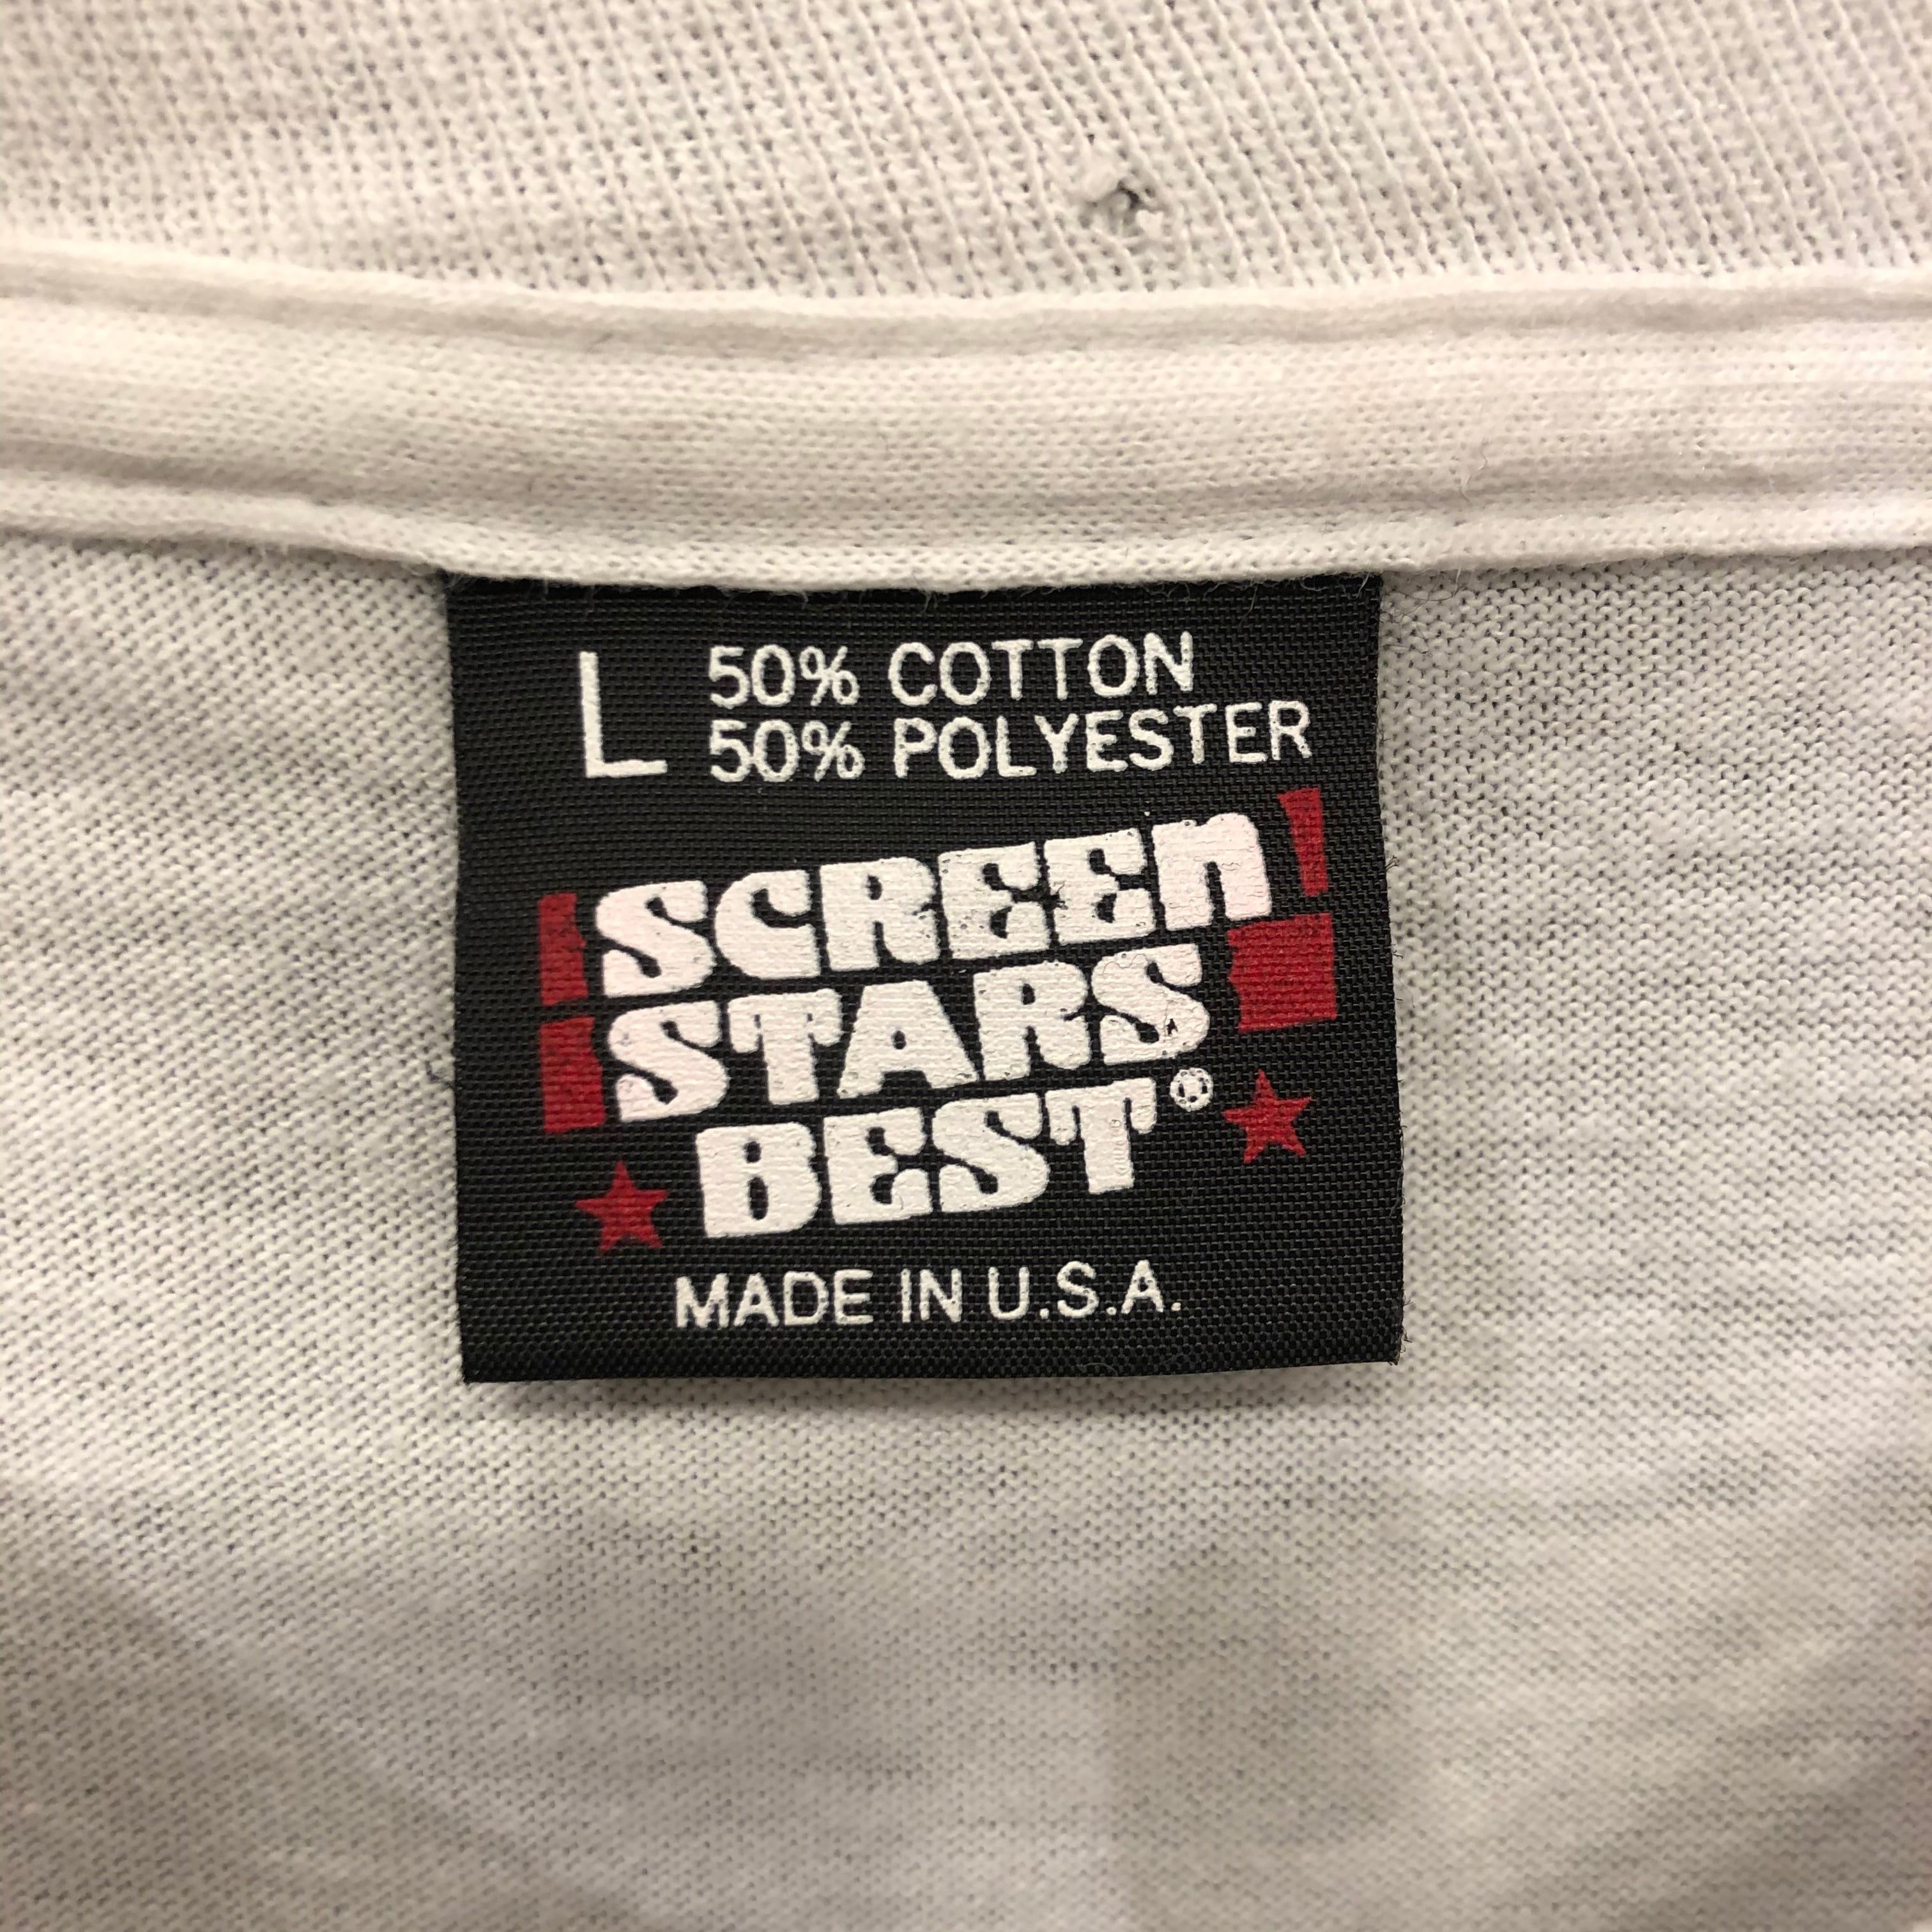 L 50% COTTON
50% POLYESTER
SCREEn
STARS
BEST®
MADE IN U.S.A.